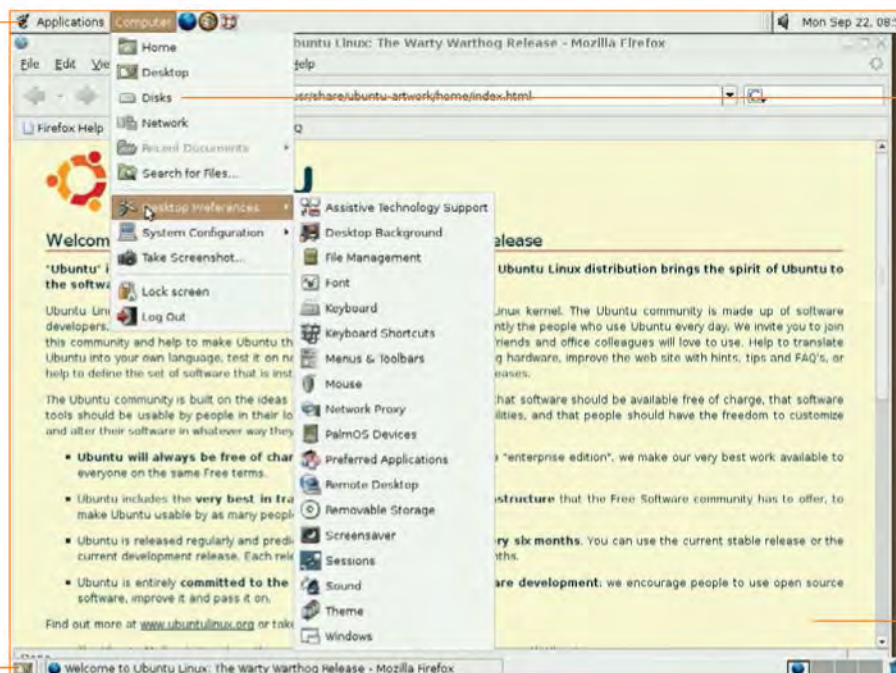 Applications Computer Mon Sep 22, 08:
buntu Linux: The Warty Warthog Release - Mozilla Firefox
File Edit Vie elp
usr/share/ubuntu-artwork/home/index.html
Firefox Help Q
Home
Desktop
Disks
Network
Recent Documents
Search for Files...
Desktop Preferences
System Configuration
Take Screenshot...
Lock screen
Log Out
Assistive Technology Support
Desktop Background
File Management
Font
Keyboard
Keyboard Shortcuts
Menus & Toolbars
Mouse
Network Proxy
PalmOS Devices
Preferred Applications
Remote Desktop
Removable Storage
Screensaver
Sessions
Sound
Theme
Windows
Welcom elease
"Ubuntu" i Ubuntu Linux distribution brings the spirit of Ubuntu to
the softwa
Ubuntu Lin inux kernel. The Ubuntu community is made up of software
developers, ntly the people who use Ubuntu every day. We invite you to join
this community and help to make Ubuntu th riends and office colleagues will love to use. Help to translate
Ubuntu into your own language, test it on n g hardware, improve the web site with hints, tips and FAQ's, or
help to define the set of software that is inst eases.
The Ubuntu community is built on the ideas hat software should be available free of charge, that software
tools should be usable by people in their lo ilities, and that people should have the freedom to customize
and alter their software in whatever way they
Ubuntu will always be free of char "enterprise edition", we make our very best work available to
everyone on the same Free terms.
Ubuntu includes the very best in tra structure that the Free Software community has to offer, to
make Ubuntu usable by as many peopl
Ubuntu is released regularly and predi ry six months. You can use the current stable release or the
current development release. Each rele ths.
Ubuntu is entirely committed to the are development; we encourage people to use open source
software, improve it and pass it on.
Find out more at www.ubuntulinux.org or take
Welcome to Ubuntu Linux: The Warty Warthog Release - Mozilla Firefox